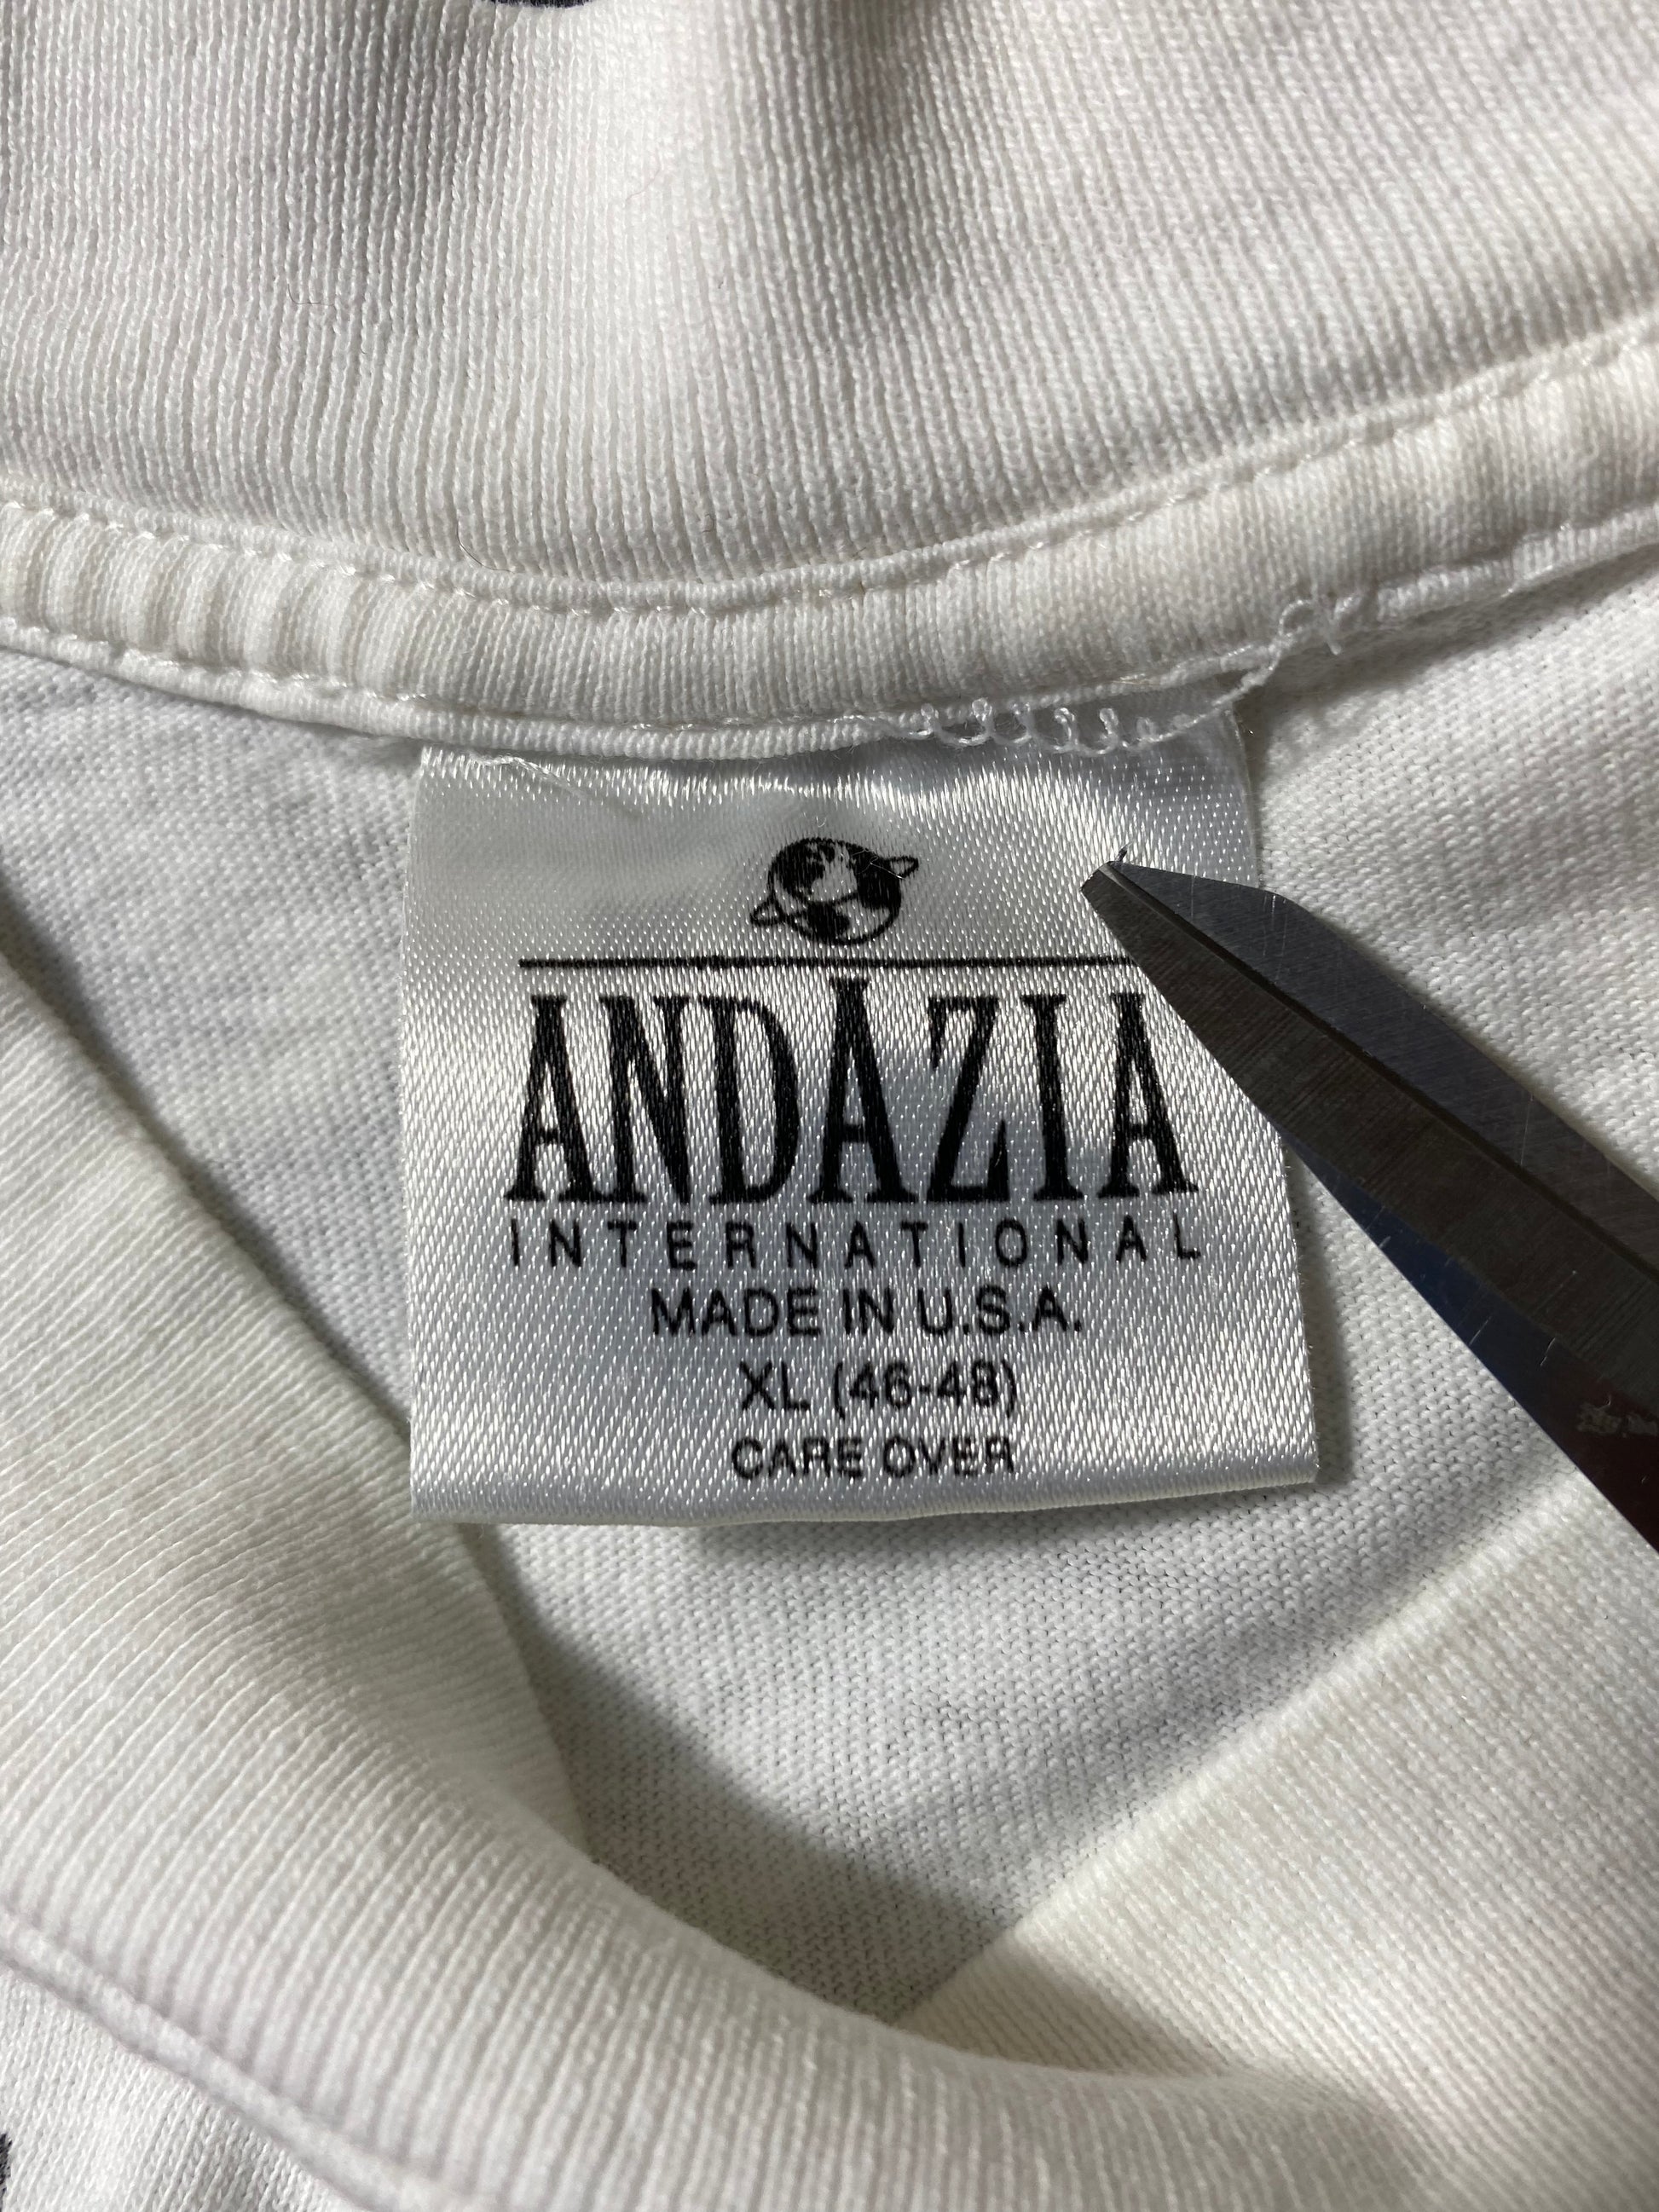 ANDAZIA
INTERNATIONAL
MADE IN U.S.A.
XL (46-48)
CARE OVER